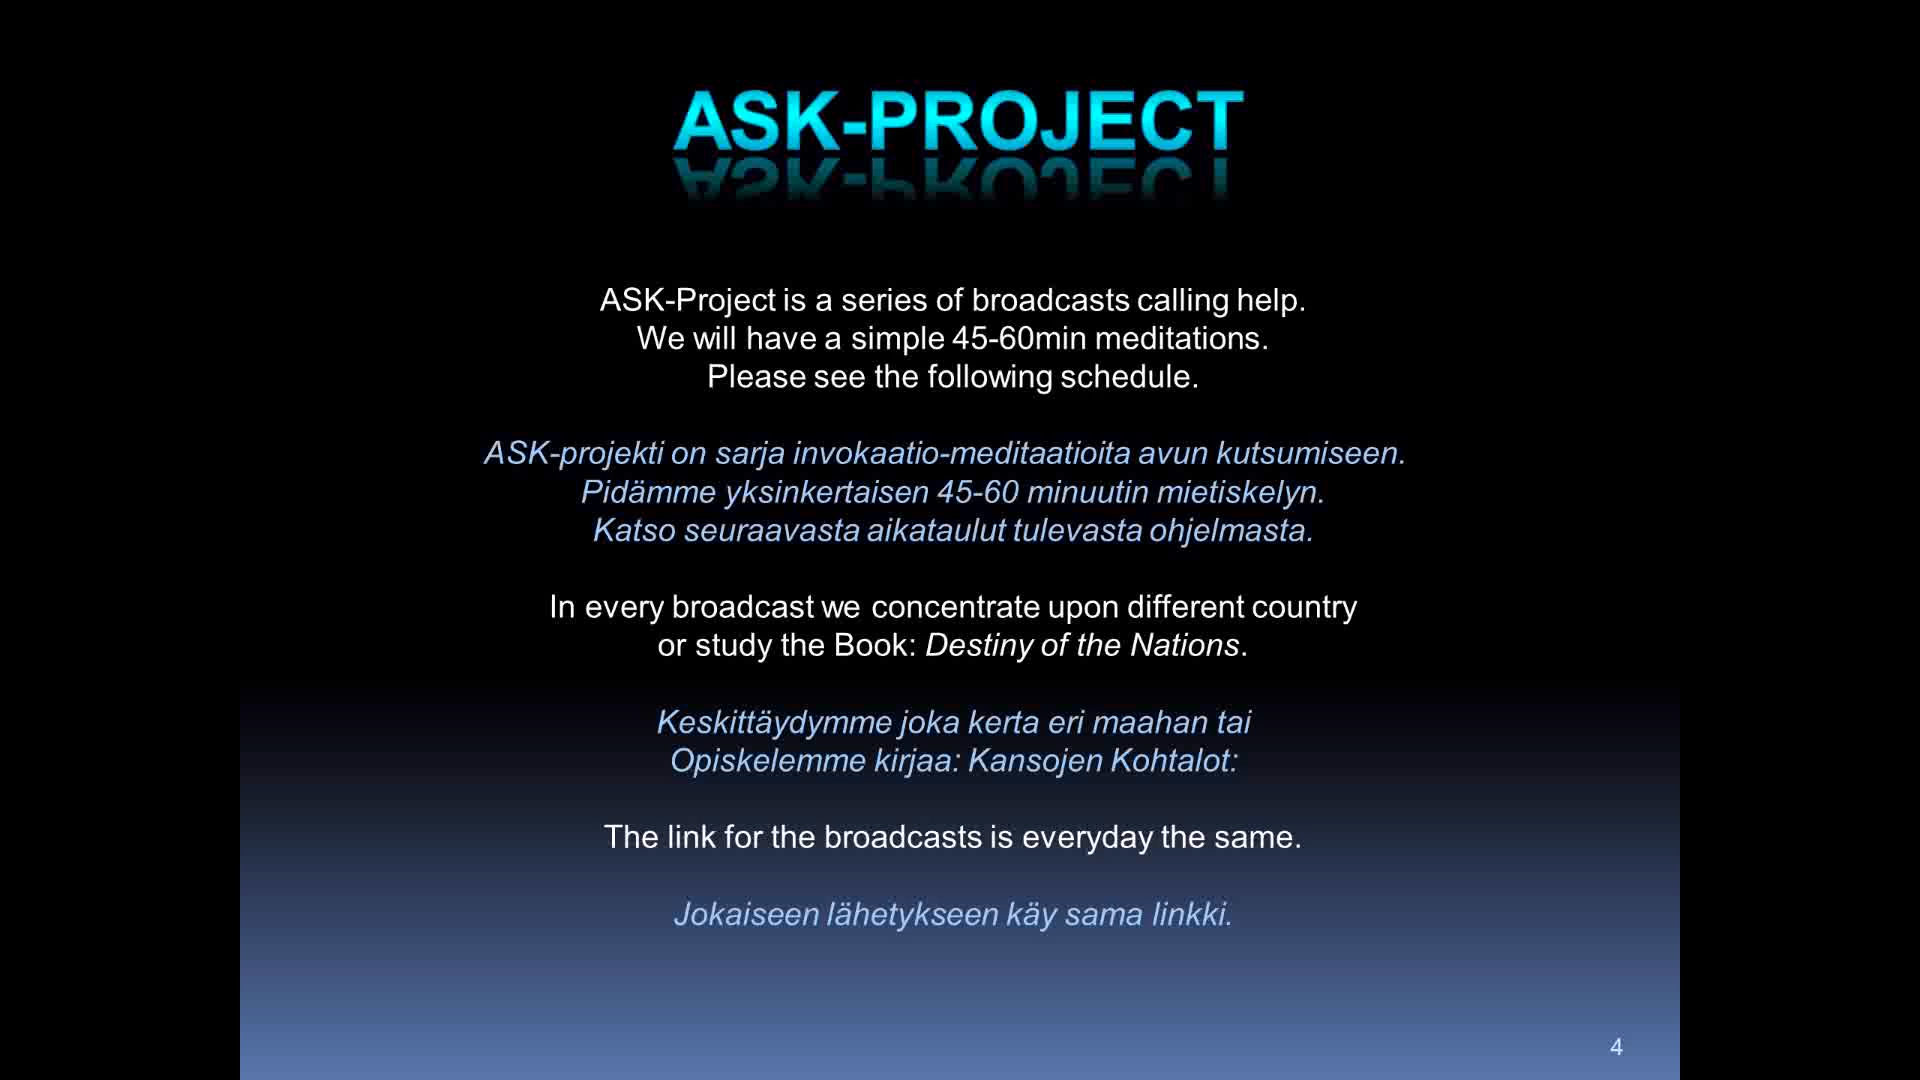 ASK-PROJECT
ASK-Project is a series of broadcasts calling help.
We will have a simple 45-60min meditations.
Please see the following schedule.
ASK-projekti on sarja invokaatio-meditaatioita avun kutsumiseen.
Pidämme yksinkertaisen 45-60 minuutin mietiskelyn.
Katso seuraavasta aikataulut tulevasta ohjelmasta.
In every broadcast we concentrate upon different country
or study the Book: Destiny of the Nations.
Keskittäydymme joka kerta eri maahan tai
Opiskelemme kirjaa: Kansojen Kohtalot:
The link for the broadcasts is everyday the same.
Jokaiseen lähetykseen käy sama linkki.
4